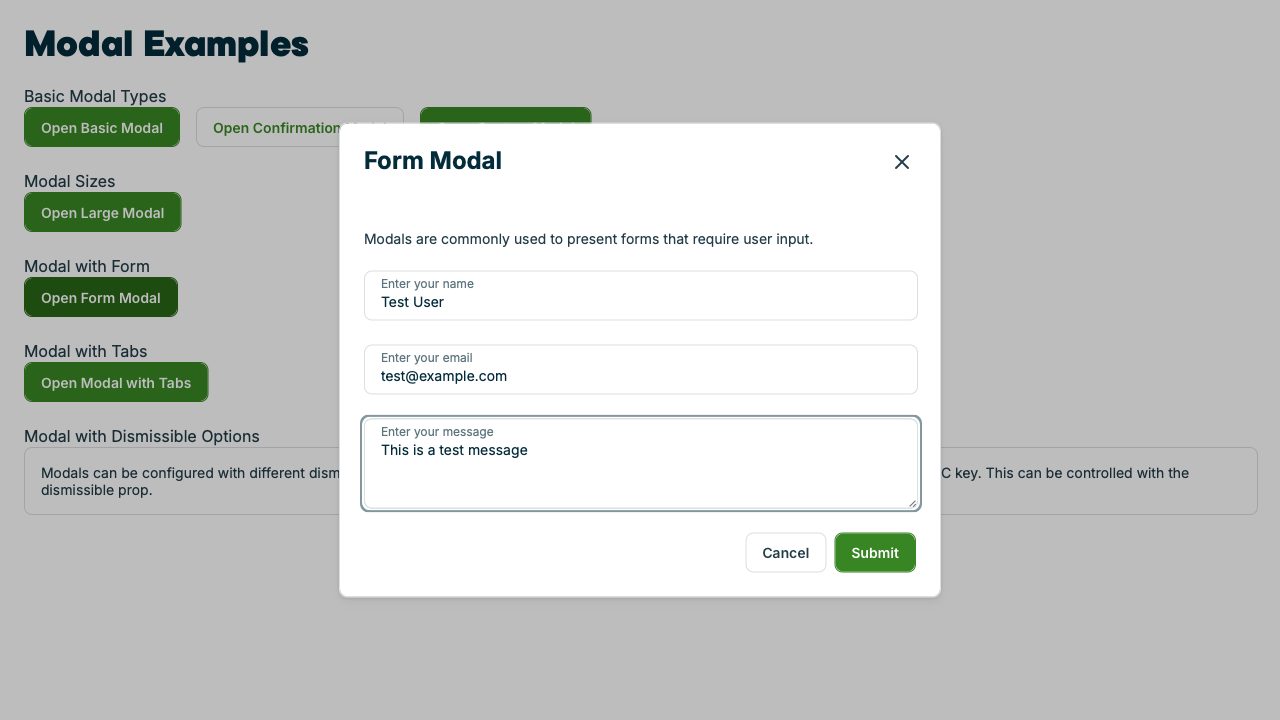 Modal Examples
Basic Modal Types
Open Basic Modal
Open Confirmation
Modal Sizes
Open Large Modal
Modal with Form
Open Form Modal
Modal with Tabs
Open Modal with Tabs
Modal with Dismissible Options
Modals can be configured with different dism
C key. This can be controlled with the
dismissible prop.
Form Modal
Modals are commonly used to present forms that require user input.
Enter your name
Test User
Enter your email
test@example.com
Enter your message
This is a test message
Cancel
Submit